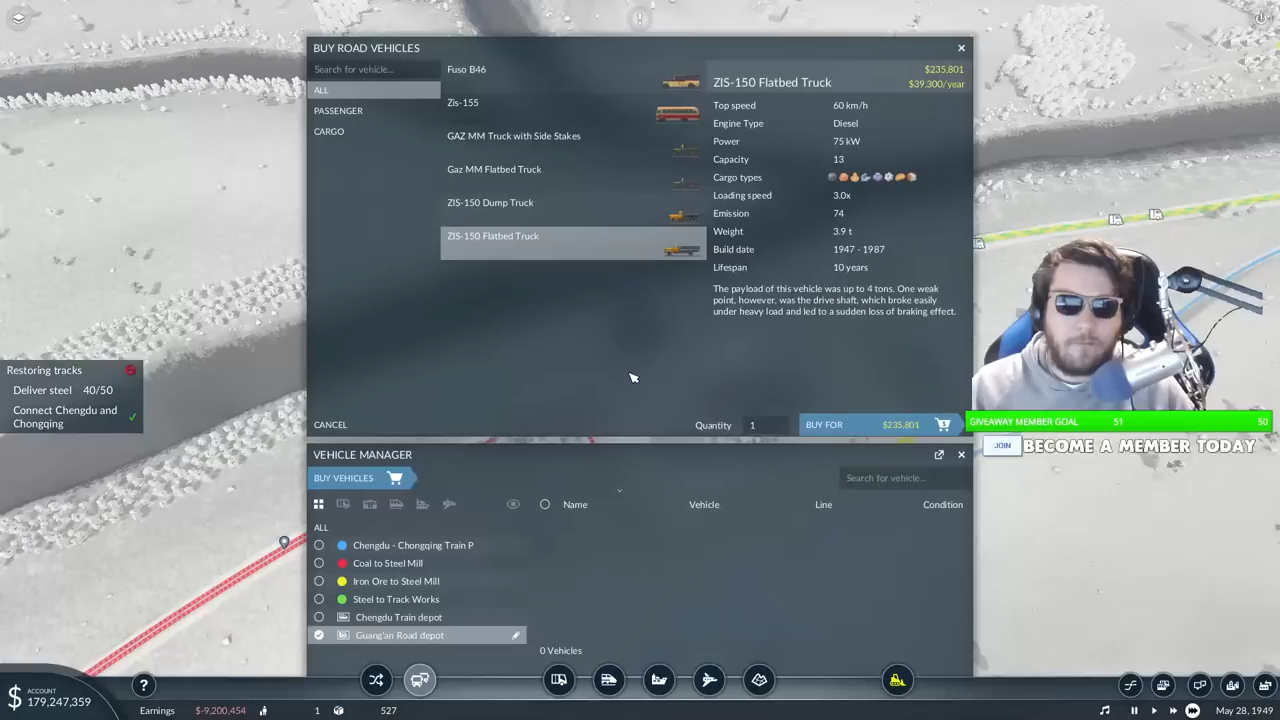 BUY ROAD VEHICLES
Search for vehicle...
ALL
PASSENGER
CARGO
Fuso B46
Zis-155
GAZ MM Truck with Side Stakes
Gaz MM Flatbed Truck
ZIS-150 Dump Truck
ZIS-150 Flatbed Truck
ZIS-150 Flatbed Truck
$235,801
$39,300/year
Top speed 60 km/h
Engine Type Diesel
Power 75 kW
Capacity 13
Cargo types
Loading speed 3.0x
Emission 74
Weight 3.9 t
Build date 1947 - 1987
Lifespan 10 years
The payload of this vehicle was up to 4 tons. One weak
point, however, was the drive shaft, which broke easily
under heavy load and led to a sudden loss of braking effect.
CANCEL
Quantity 1
BUY FOR $235,801
Restoring tracks
Deliver steel 40/50
Connect Chengdu and
Chongqing
GIVEAWAY MEMBER GOAL 51 50
JOIN BECOME A MEMBER TODAY
VEHICLE MANAGER
BUY VEHICLES
Search for vehicle...
Name Vehicle Line Condition
ALL
Chengdu - Chongqing Train P
Coal to Steel Mill
Iron Ore to Steel Mill
Steel to Track Works
Chengdu Train depot
Guang'an Road depot
0 Vehicles
$ ACCOUNT
179,247,359
?
Earnings $-9,200,454 1 527
May 28, 1949